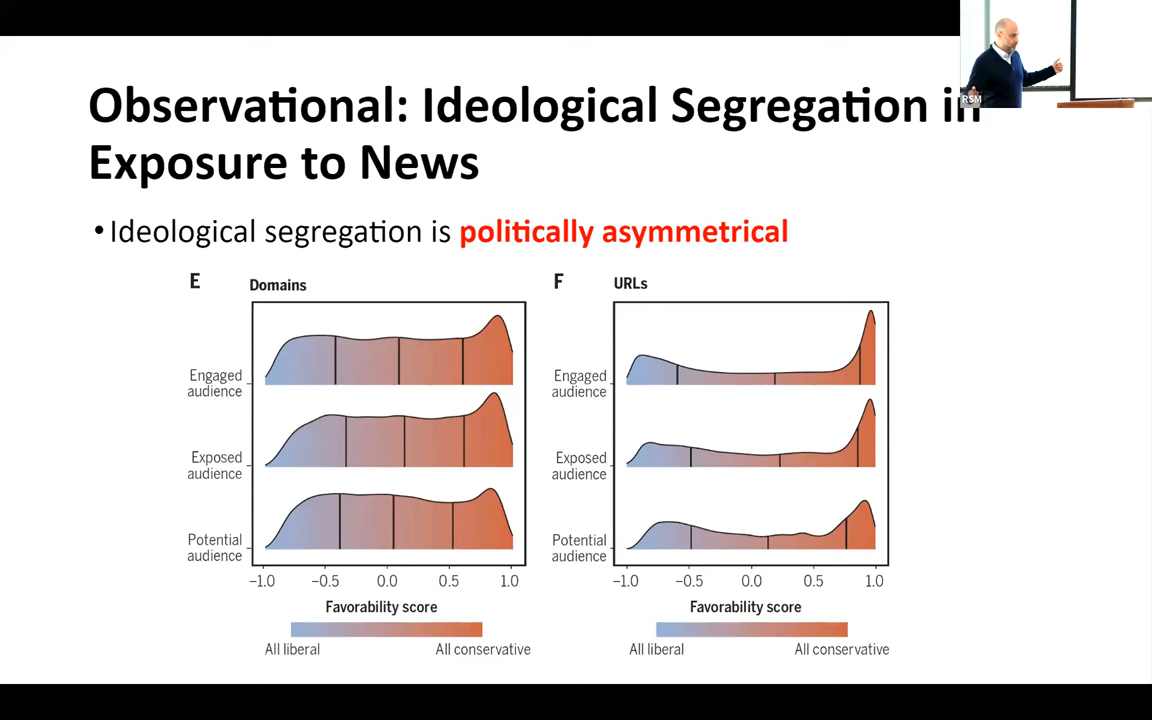 Observational: Ideological Segregation in
Exposure to News
RSM
•Ideological segregation is politically asymmetrical
E Domains
Engaged
audience
Exposed
audience
Potential
audience
−1.0 −0.5 0.0 0.5 1.0
Favorability score
All liberal All conservative
F URLs
Engaged
audience
Exposed
audience
Potential
audience
−1.0 −0.5 0.0 0.5 1.0
Favorability score
All liberal All conservative